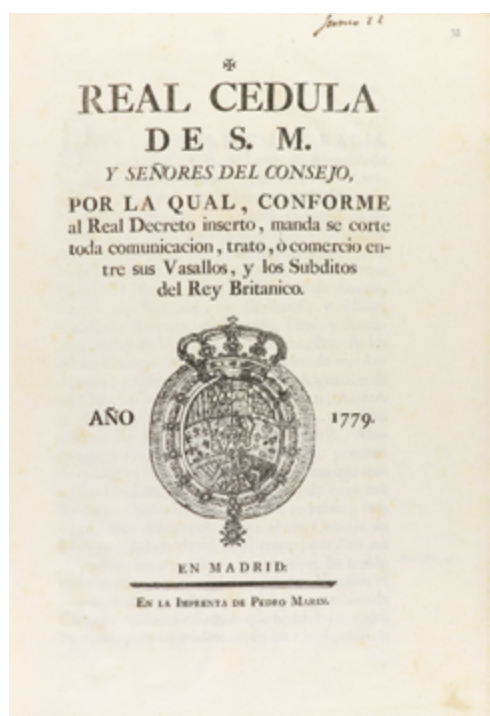 Junio 22
✠
REAL CEDULA
DE S. M.
Y SEÑORES DEL CONSEJO,
POR LA QUAL, CONFORME
al Real Decreto inserto, manda se corte
toda comunicacion, trato, ò comercio en-
tre sus Vasallos, y los Subditos
del Rey Britanico.
AÑO 1779.
EN MADRID:
EN LA IMPRENTA DE PEDRO MARIN.